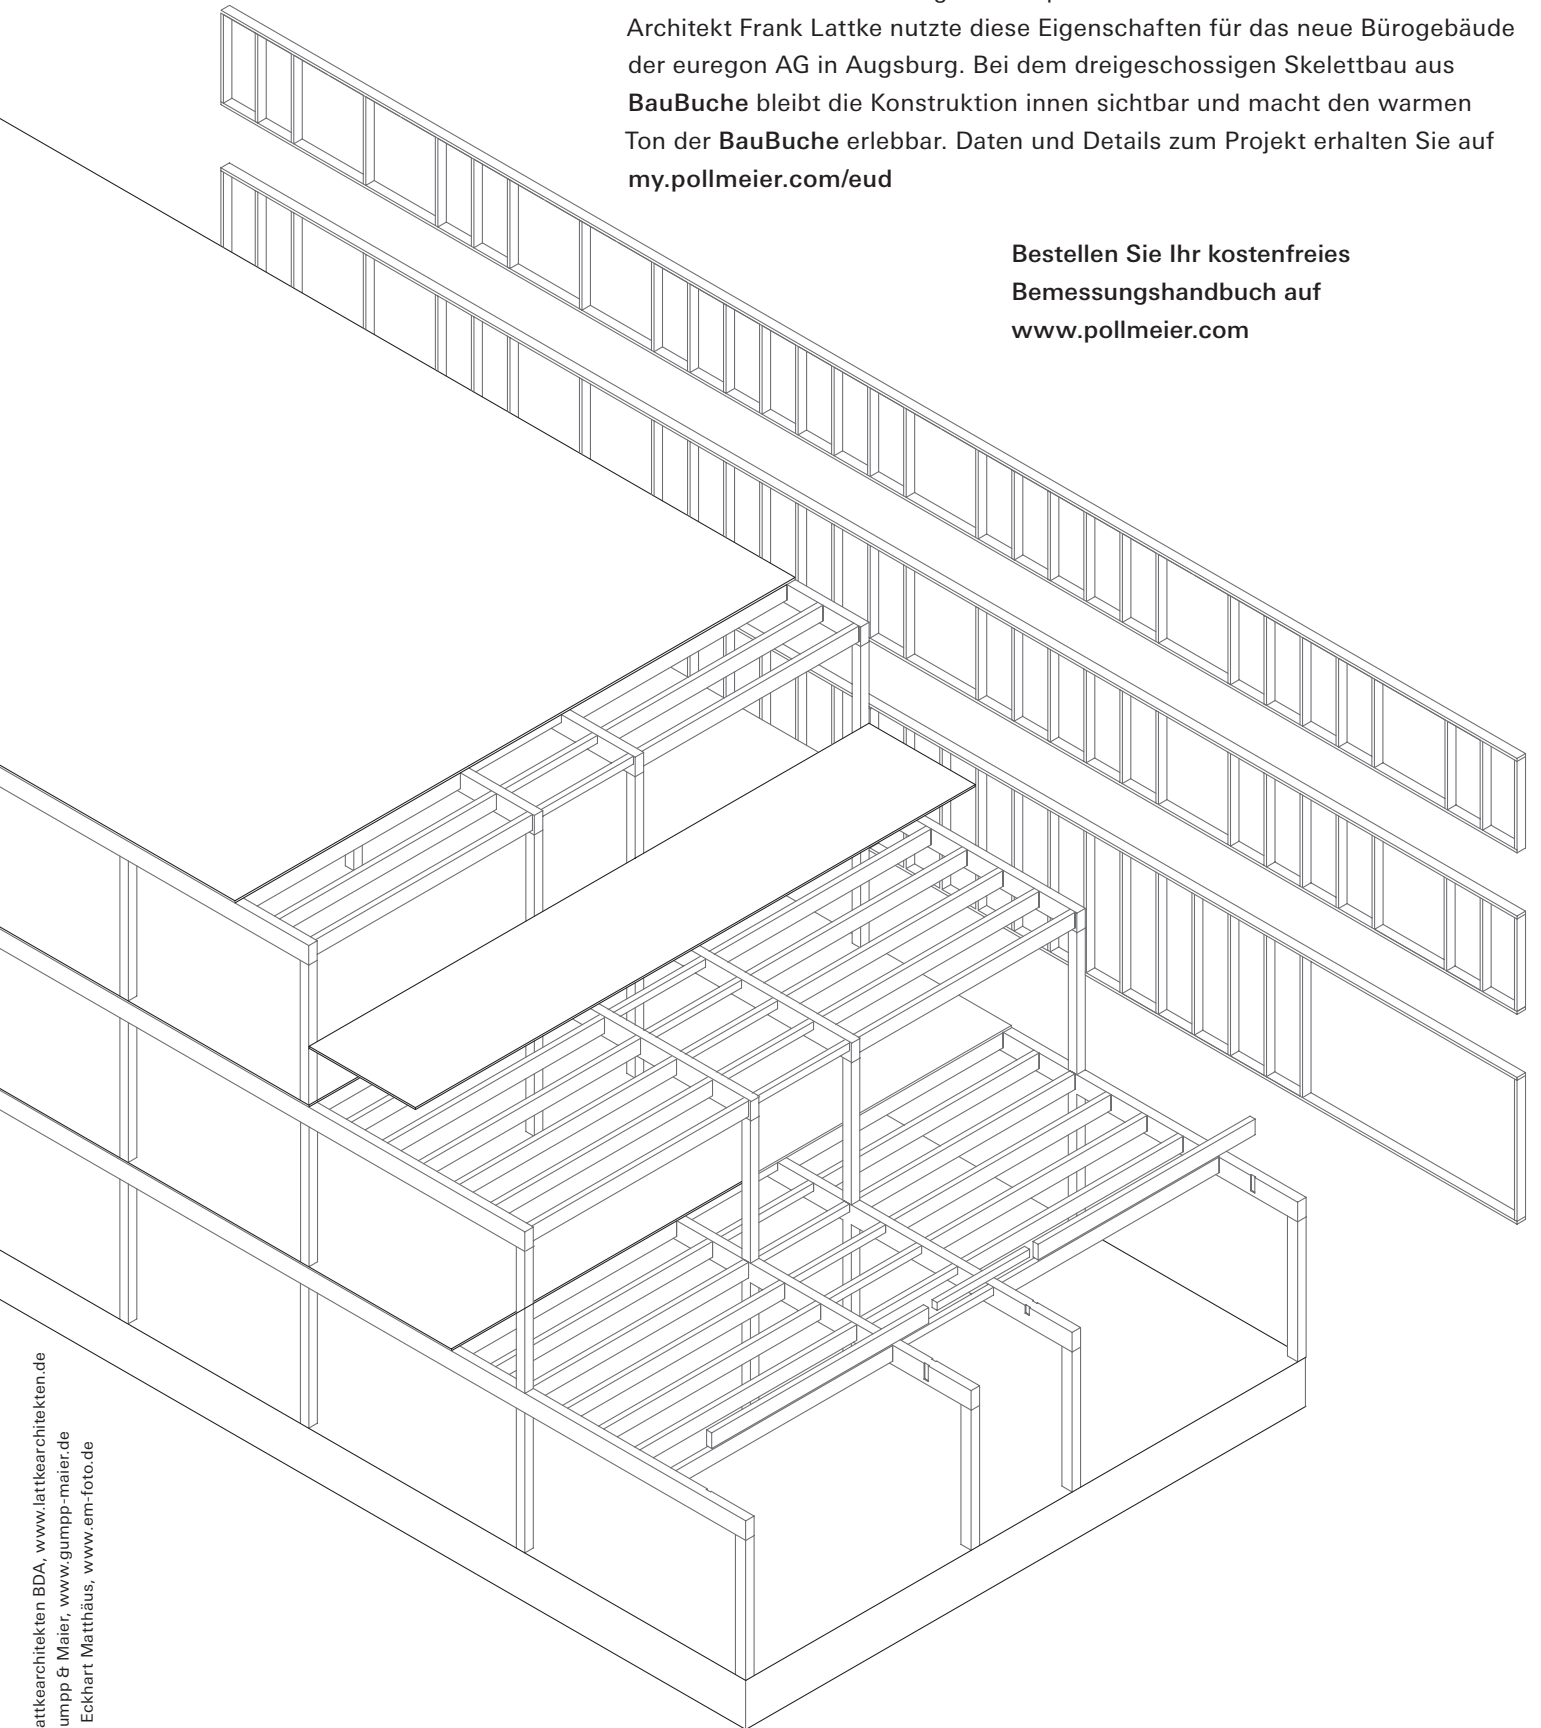 Architekt Frank Lattke nutzte diese Eigenschaften für das neue Bürogebäude
der euregon AG in Augsburg. Bei dem dreigeschossigen Skelettbau aus
BauBuche bleibt die Konstruktion innen sichtbar und macht den warmen
Ton der BauBuche erlebbar. Daten und Details zum Projekt erhalten Sie auf
my.pollmeier.com/eud
Bestellen Sie Ihr kostenfreies
Bemessungshandbuch auf
www.pollmeier.com
attkearchitekten BDA, www.lattkearchitekten.de
umpp & Maier, www.gumpp-maier.de
Eckhart Matthäus, www.em-foto.de